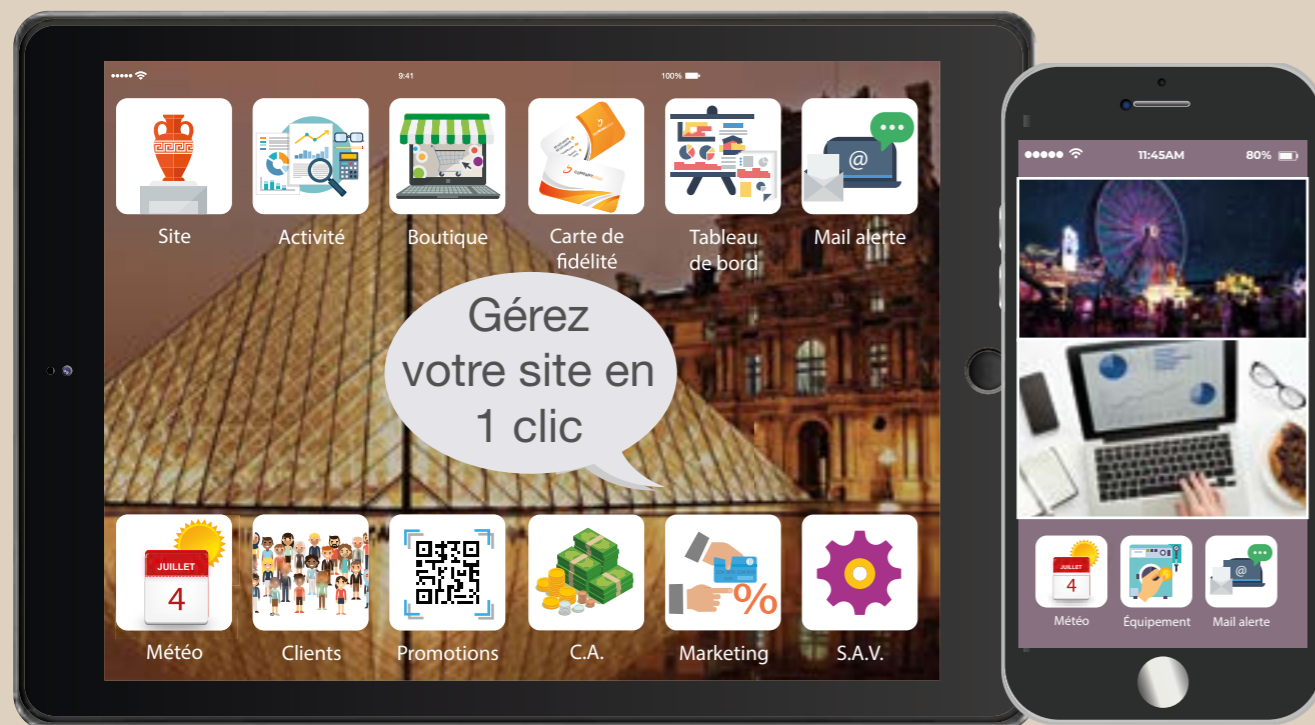 9:41
100%
Site
Activité
Boutique
Carte de
fidélité
Tableau
de bord
Mail alerte
@
Gérez
votre site en
1 clic
JUILLET
4
%
Météo
Clients
Promotions
C.A.
Marketing
S.A.V.
11:45AM
80%
JUILLET
4
@
Météo
Équipement
Mail alerte